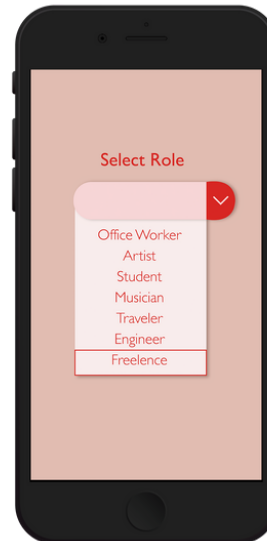 Select Role
Office Worker
Artist
Student
Musician
Traveler
Engineer
Freelence